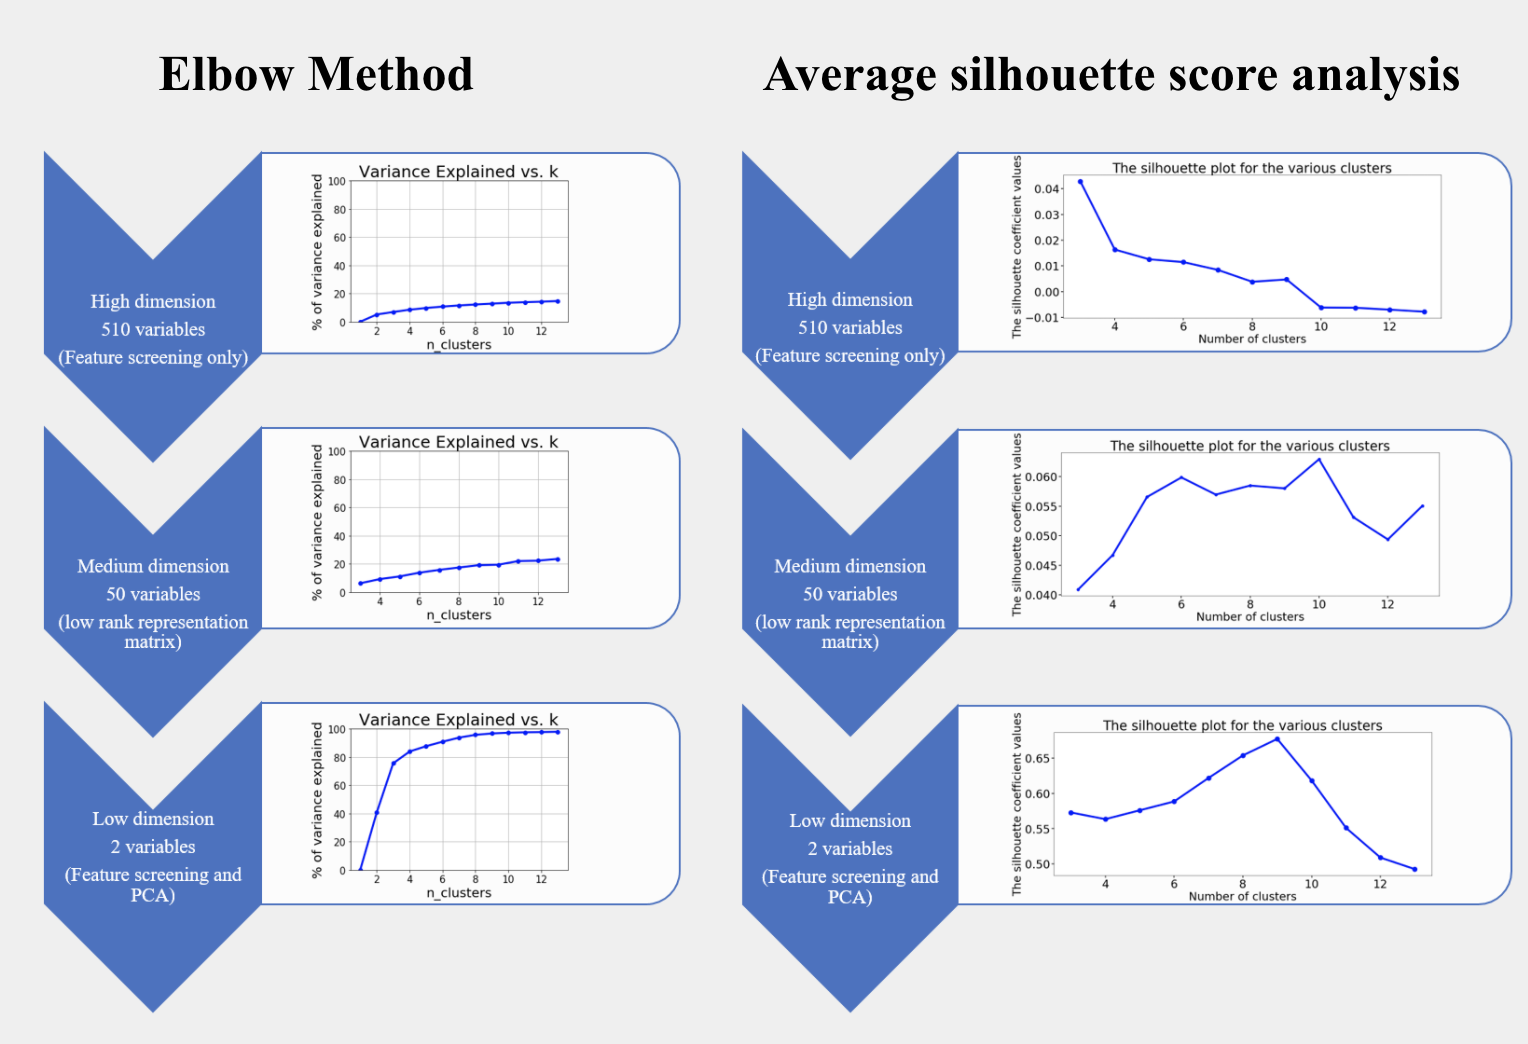 Elbow Method
Average silhouette score analysis
High dimension
510 variables
(Feature screening only)
Variance Explained vs. k
% of variance explained
100
80
60
40
20
0
2 4 6 8 10 12
n_clusters
High dimension
510 variables
(Feature screening only)
The silhouette plot for the various clusters
The silhouette coefficient values
0.04
0.03
0.02
0.01
0.00
−0.01
4 6 8 10 12
Number of clusters
Medium dimension
50 variables
(low rank representation
matrix)
Variance Explained vs. k
% of variance explained
100
80
60
40
20
0
4 6 8 10 12
n_clusters
Medium dimension
50 variables
(low rank representation
matrix)
The silhouette plot for the various clusters
The silhouette coefficient values
0.060
0.055
0.050
0.045
0.040
4 6 8 10 12
Number of clusters
Low dimension
2 variables
(Feature screening and
PCA)
Variance Explained vs. k
% of variance explained
100
80
60
40
20
0
2 4 6 8 10 12
n_clusters
Low dimension
2 variables
(Feature screening and
PCA)
The silhouette plot for the various clusters
The silhouette coefficient values
0.65
0.60
0.55
0.50
4 6 8 10 12
Number of clusters